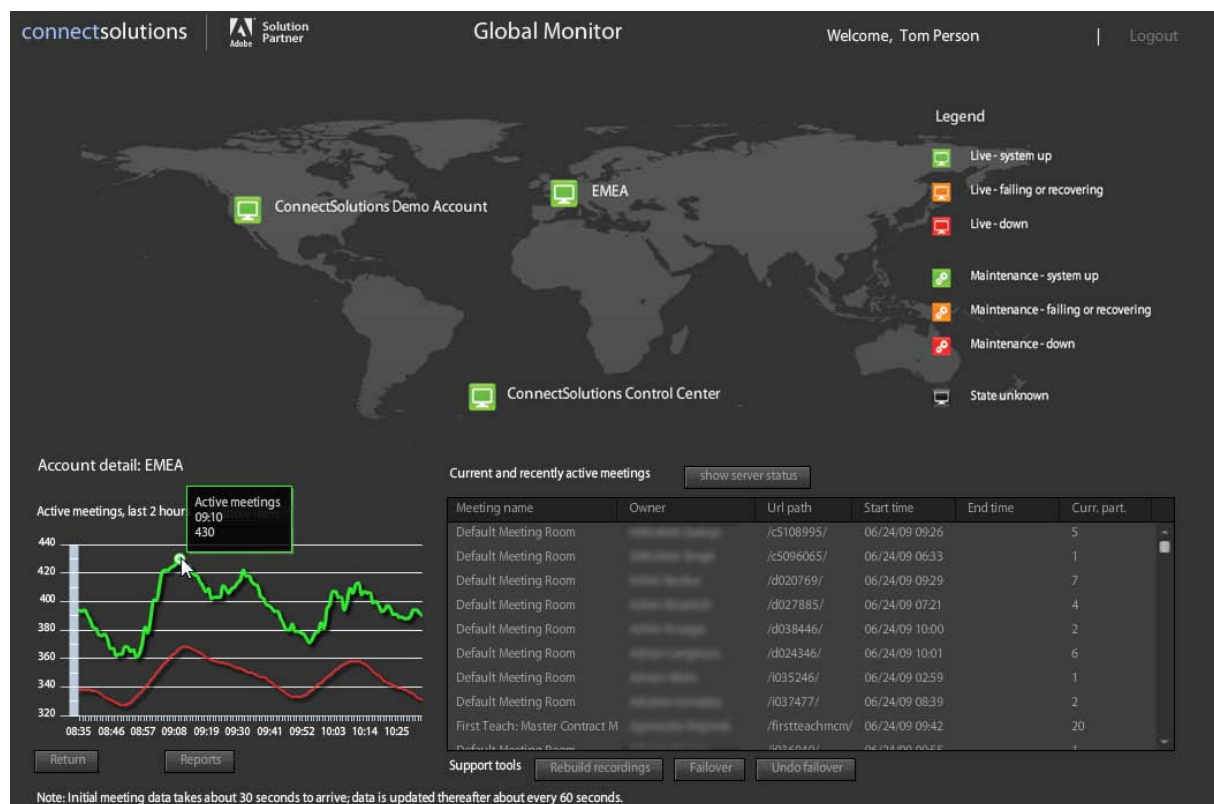 connectsolutions
Adobe
Solution
Partner
Global Monitor
Welcome, Tom Person
|
Logout
Legend
Live - system up
Live - failing or recovering
Live - down
Maintenance - system up
Maintenance - failing or recovering
Maintenance - down
State unknown
ConnectSolutions Demo Account
EMEA
ConnectSolutions Control Center
Account detail: EMEA
Active meetings, last 2 hour
Active meetings
09:10
430
440
420
400
380
360
340
320
08:35 08:46 08:57 09:08 09:19 09:30 09:41 09:52 10:03 10:14 10:25
Return Reports
Current and recently active meetings show server status
Meeting name Owner Url path Start time End time Curr. part.
Default Meeting Room /c5108995/ 06/24/09 09:26 5
Default Meeting Room /c5096065/ 06/24/09 06:33 1
Default Meeting Room /d020769/ 06/24/09 09:29 7
Default Meeting Room /d027885/ 06/24/09 07:21 4
Default Meeting Room /d038446/ 06/24/09 10:00 2
Default Meeting Room /d024346/ 06/24/09 10:01 6
Default Meeting Room /i035246/ 06/24/09 02:59 1
Default Meeting Room /i037477/ 06/24/09 08:39 2
First Teach: Master Contract M /firstteachmcm/ 06/24/09 09:42 20
Default Meeting Room
Support tools Rebuild recordings Failover Undo failover
Note: Initial meeting data takes about 30 seconds to arrive; data is updated thereafter about every 60 seconds.